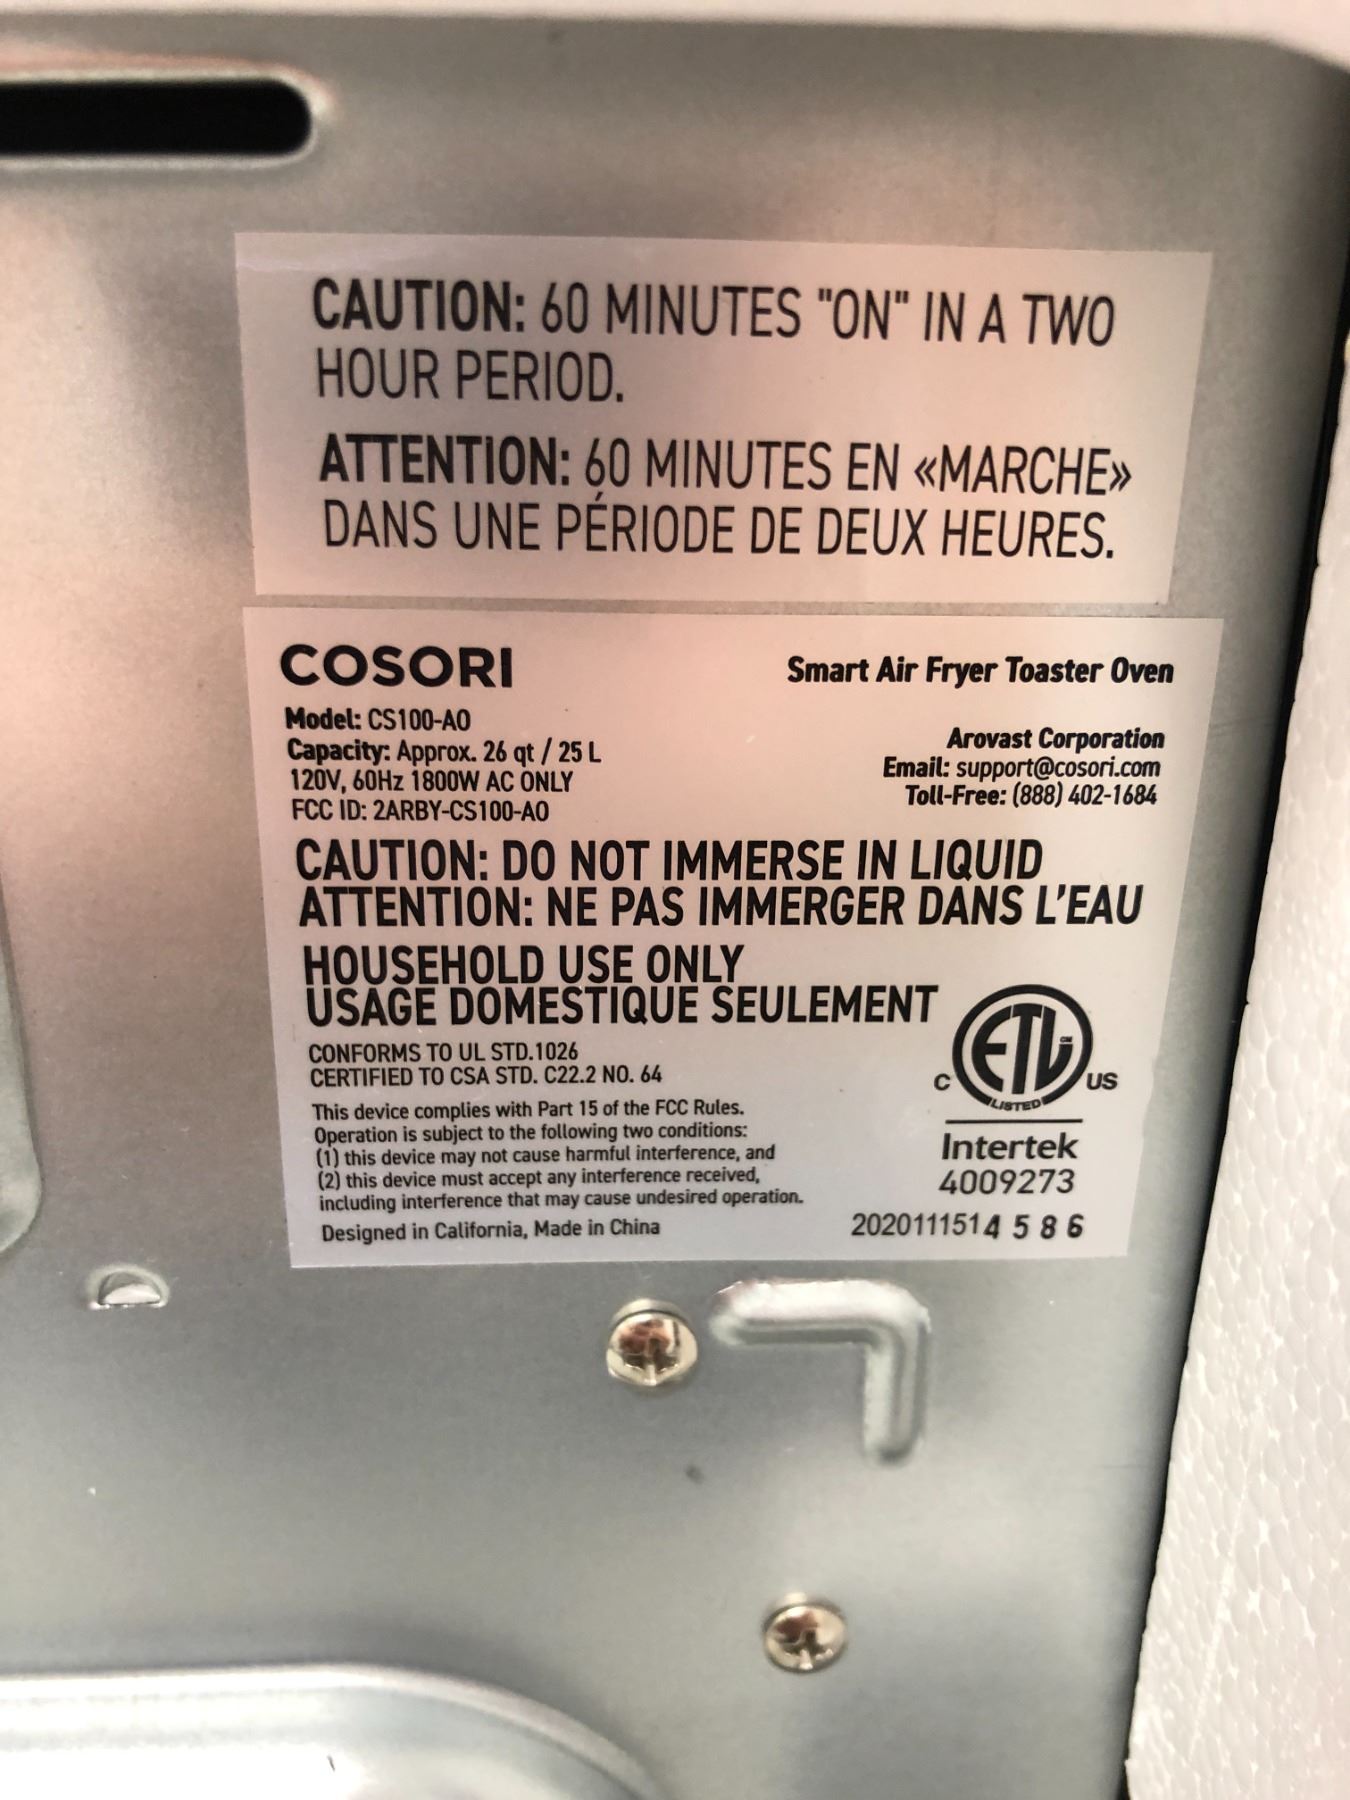 CAUTION: 60 MINUTES "ON" IN A TWO
HOUR PERIOD.
ATTENTION: 60 MINUTES EN «MARCHE»
DANS UNE PÉRIODE DE DEUX HEURES.
COSORI
Smart Air Fryer Toaster Oven
Model: CS100-AO
Capacity: Approx. 26 qt / 25 L
120V, 60Hz 1800W AC ONLY
FCC ID: 2ARBY-CS100-AO
Arovast Corporation
Email: support@cosori.com
Toll-Free: (888) 402-1684
CAUTION: DO NOT IMMERSE IN LIQUID
ATTENTION: NE PAS IMMERGER DANS L'EAU
HOUSEHOLD USE ONLY
USAGE DOMESTIQUE SEULEMENT
CONFORMS TO UL STD.1026
CERTIFIED TO CSA STD. C22.2 NO. 64
This device complies with Part 15 of the FCC Rules.
Operation is subject to the following two conditions:
(1) this device may not cause harmful interference, and
(2) this device must accept any interference received,
including interference that may cause undesired operation.
Designed in California, Made in China
C ETL CM US
LISTED
Intertek
4009273
2020111514 5 8 6